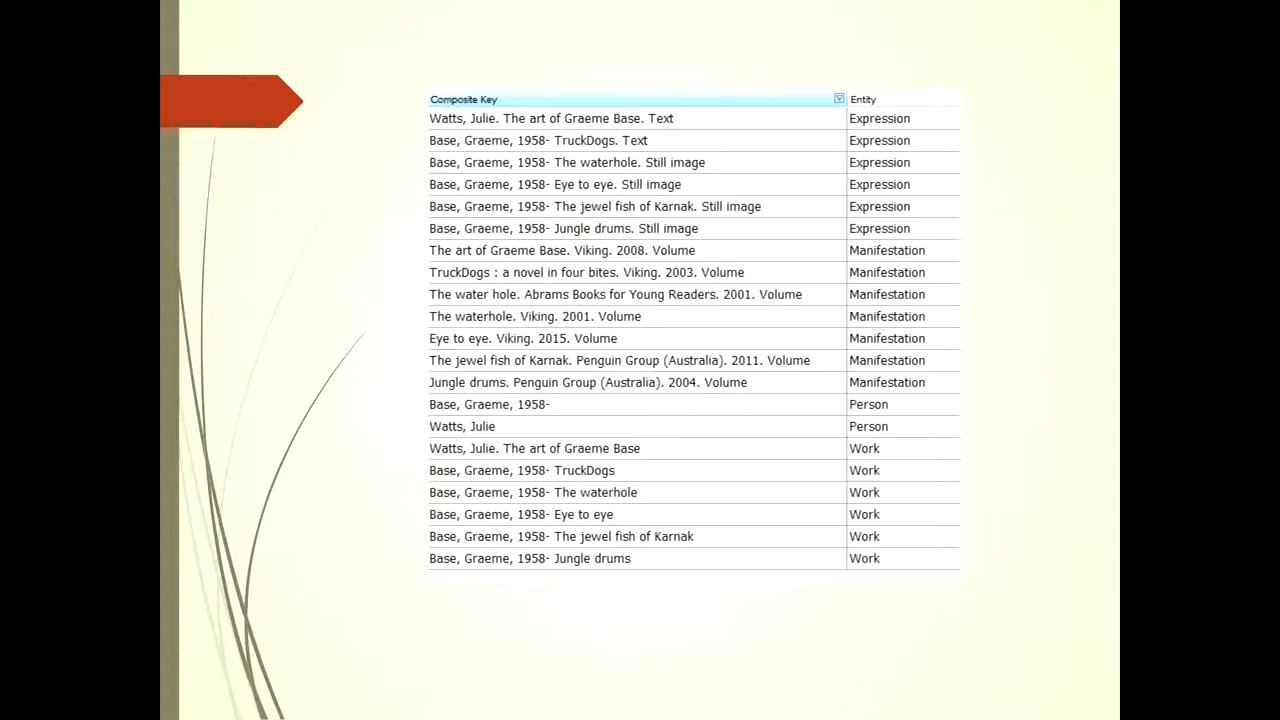 Composite Key Entity
Watts, Julie. The art of Graeme Base. Text Expression
Base, Graeme, 1958- TruckDogs. Text Expression
Base, Graeme, 1958- The waterhole. Still image Expression
Base, Graeme, 1958- Eye to eye. Still image Expression
Base, Graeme, 1958- The jewel fish of Karnak. Still image Expression
Base, Graeme, 1958- Jungle drums. Still image Expression
The art of Graeme Base. Viking. 2008. Volume Manifestation
TruckDogs : a novel in four bites. Viking. 2003. Volume Manifestation
The water hole. Abrams Books for Young Readers. 2001. Volume Manifestation
The waterhole. Viking. 2001. Volume Manifestation
Eye to eye. Viking. 2015. Volume Manifestation
The jewel fish of Karnak. Penguin Group (Australia). 2011. Volume Manifestation
Jungle drums. Penguin Group (Australia). 2004. Volume Manifestation
Base, Graeme, 1958- Person
Watts, Julie Person
Watts, Julie. The art of Graeme Base Work
Base, Graeme, 1958- TruckDogs Work
Base, Graeme, 1958- The waterhole Work
Base, Graeme, 1958- Eye to eye Work
Base, Graeme, 1958- The jewel fish of Karnak Work
Base, Graeme, 1958- Jungle drums Work